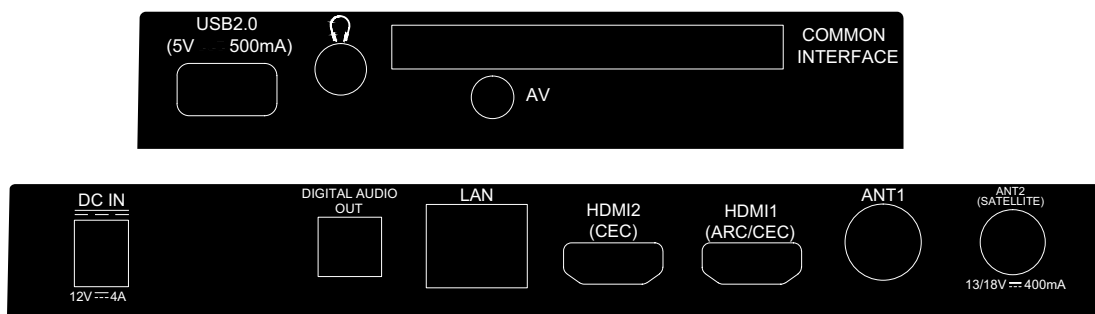 USB2.0
(5V ⎓ 500mA)
COMMON
INTERFACE
AV
DC IN
12V⎓4A
DIGITAL AUDIO
OUT
LAN
HDMI2
(CEC)
HDMI1
(ARC/CEC)
ANT1
ANT2
(SATELLITE)
13/18V⎓400mA